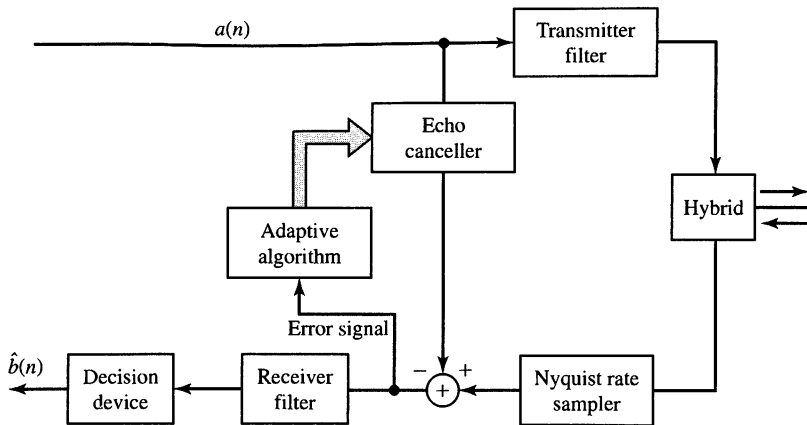 a(n)
Transmitter
filter
Echo
canceller
Hybrid
Adaptive
algorithm
Error signal
b̂(n)
Decision
device
Receiver
filter
− +
+
Nyquist rate
sampler